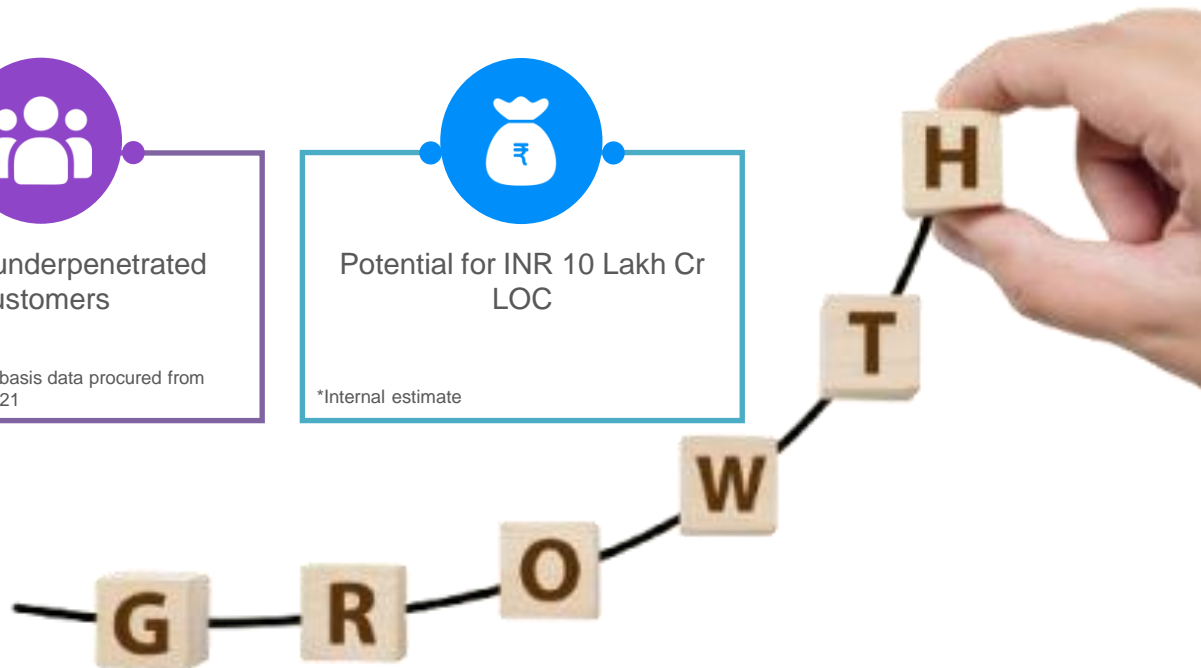 underpenetrated
ustomers
basis data procured from
21
₹
Potential for INR 10 Lakh Cr
LOC
*Internal estimate
H
T
W
O
R
G